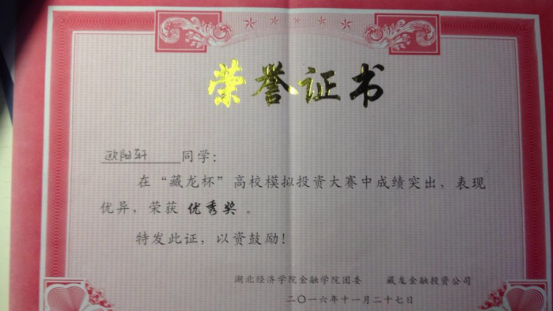 荣誉证书
欧阳轩 同学：
在“藏龙杯”高校模拟投资大赛中成绩突出，表现
优异，荣获 优秀奖 。
特发此证，以资鼓励！
湖北经济学院金融学院团委 藏龙金融投资公司
二〇一六年十一月二十七日